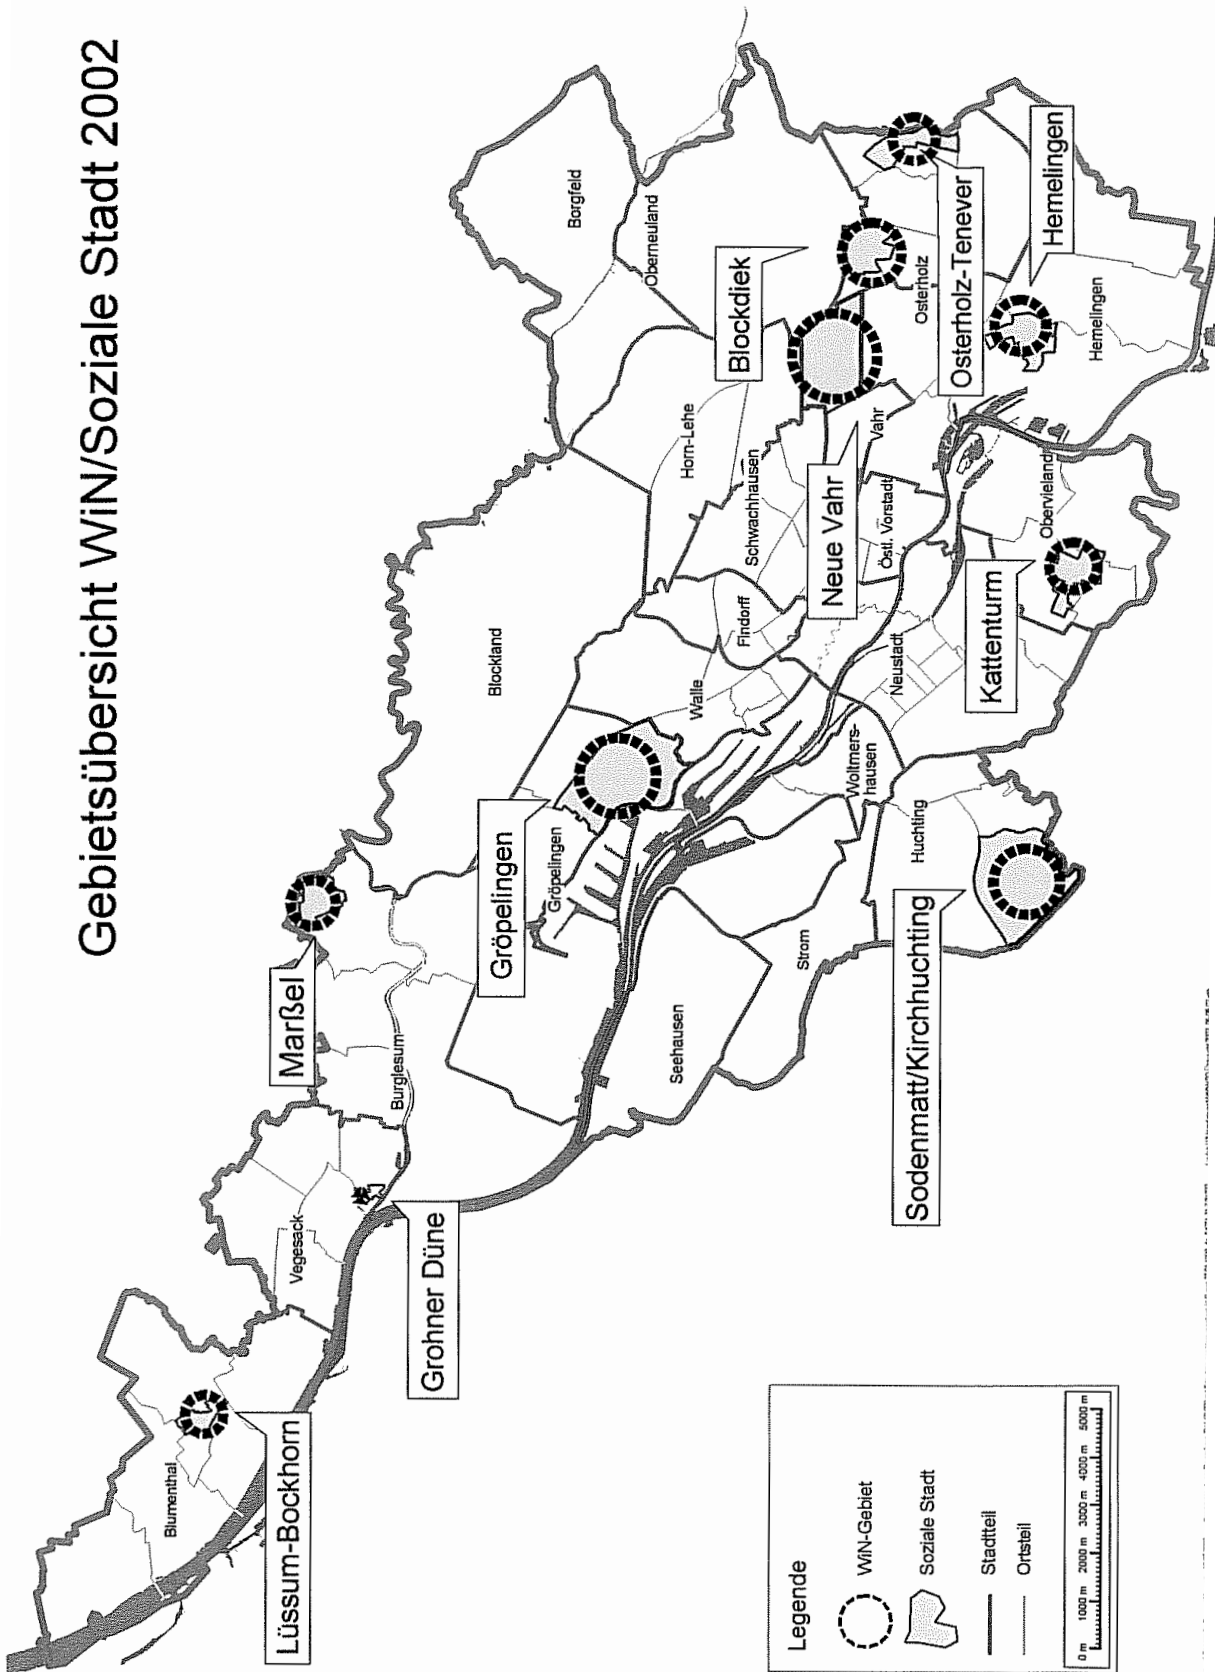 Gebietsübersicht WiN/Soziale Stadt 2002
Lüssum-Bockhorn
Blumenthal
Vegesack
Grohner Düne
Marßel
Burglesum
Blockland
Gröpelingen
Gröpelingen
Seehausen
Strom
Walle
Findorff
Woltmers-
hausen
Huchting
Sodenmatt/Kirchhuchting
Neustadt
Kattenturm
Obervieland
Östl. Vorstadt
Schwachhausen
Horn-Lehe
Neue Vahr
Vahr
Blockdiek
Borgfeld
Oberneuland
Osterholz
Osterholz-Tenever
Hemelingen
Hemelingen
Legende
WiN-Gebiet
Soziale Stadt
Stadtteil
Ortsteil
0 m 1000 m 2000 m 3000 m 4000 m 5000 m